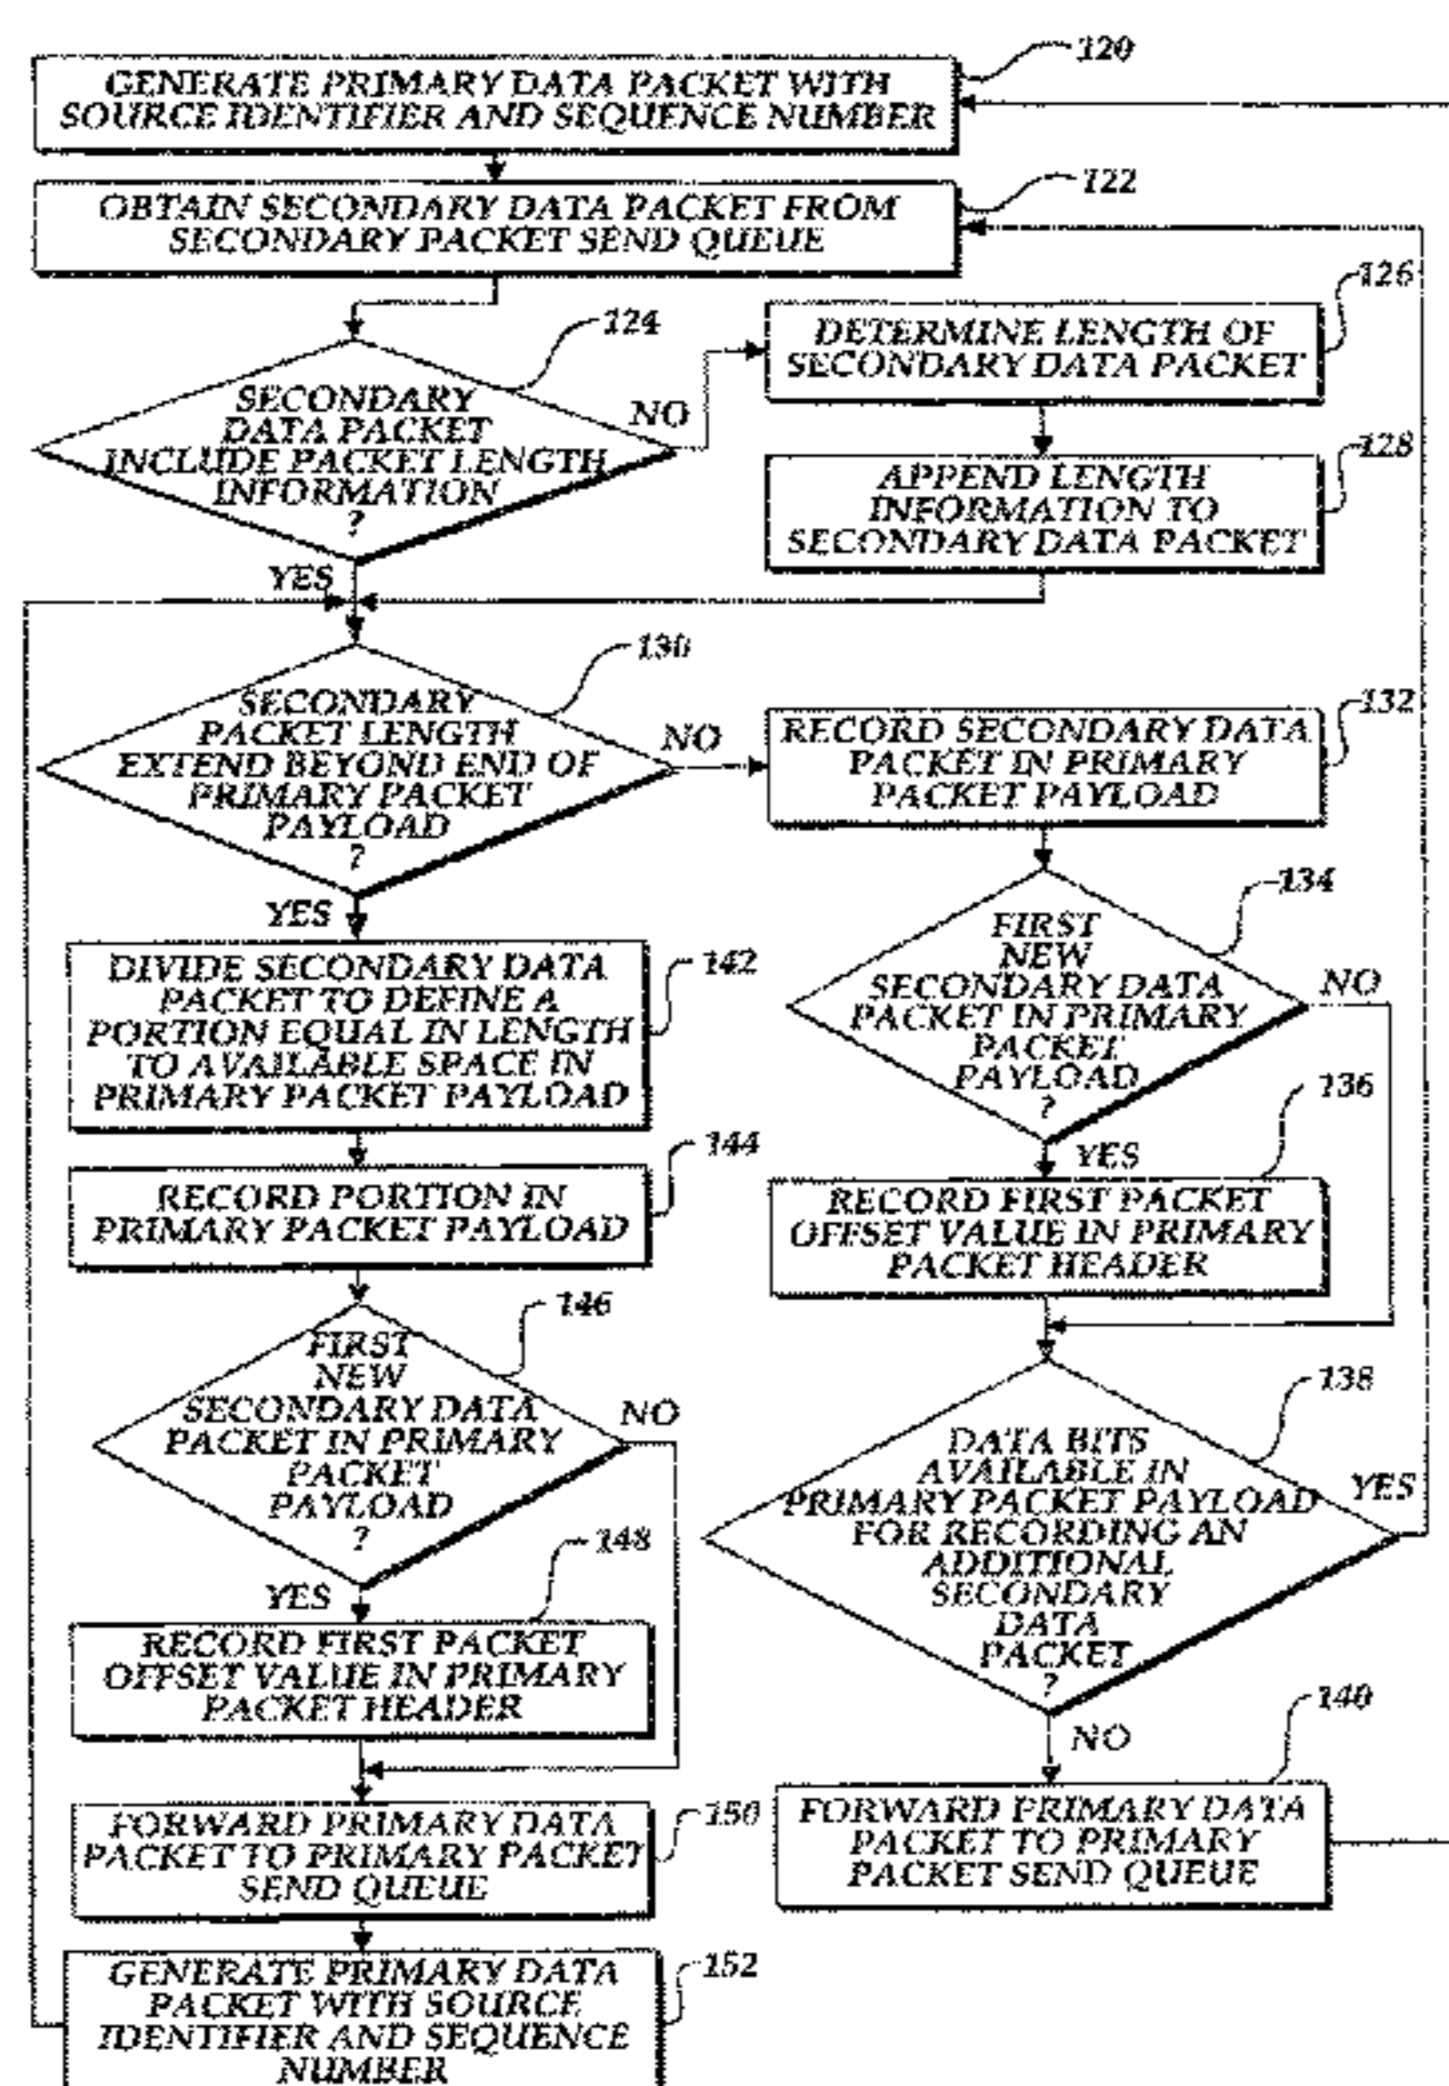 120
GENERATE PRIMARY DATA PACKET WITH
SOURCE IDENTIFIER AND SEQUENCE NUMBER
122
OBTAIN SECONDARY DATA PACKET FROM
SECONDARY PACKET SEND QUEUE
124
SECONDARY
DATA PACKET
INCLUDE PACKET LENGTH
INFORMATION
?
NO
YES
126
DETERMINE LENGTH OF
SECONDARY DATA PACKET
128
APPEND LENGTH
INFORMATION TO
SECONDARY DATA PACKET
130
SECONDARY
PACKET LENGTH
EXTEND BEYOND END OF
PRIMARY PACKET
PAYLOAD
?
NO
YES
132
RECORD SECONDARY DATA
PACKET IN PRIMARY
PACKET PAYLOAD
134
FIRST
NEW
SECONDARY DATA
PACKET IN PRIMARY
PACKET
PAYLOAD
?
NO
YES
136
RECORD FIRST PACKET
OFFSET VALUE IN PRIMARY
PACKET HEADER
138
DATA BITS
AVAILABLE IN
PRIMARY PACKET PAYLOAD
FOR RECORDING AN
ADDITIONAL
SECONDARY
DATA
PACKET
?
YES
NO
140
FORWARD PRIMARY DATA
PACKET TO PRIMARY
PACKET SEND QUEUE
142
DIVIDE SECONDARY DATA
PACKET TO DEFINE A
PORTION EQUAL IN LENGTH
TO AVAILABLE SPACE IN
PRIMARY PACKET PAYLOAD
144
RECORD PORTION IN
PRIMARY PACKET PAYLOAD
146
FIRST
NEW
SECONDARY DATA
PACKET IN PRIMARY
PACKET
PAYLOAD
?
NO
YES
148
RECORD FIRST PACKET
OFFSET VALUE IN PRIMARY
PACKET HEADER
150
FORWARD PRIMARY DATA
PACKET TO PRIMARY PACKET
SEND QUEUE
152
GENERATE PRIMARY DATA
PACKET WITH SOURCE
IDENTIFIER AND SEQUENCE
NUMBER